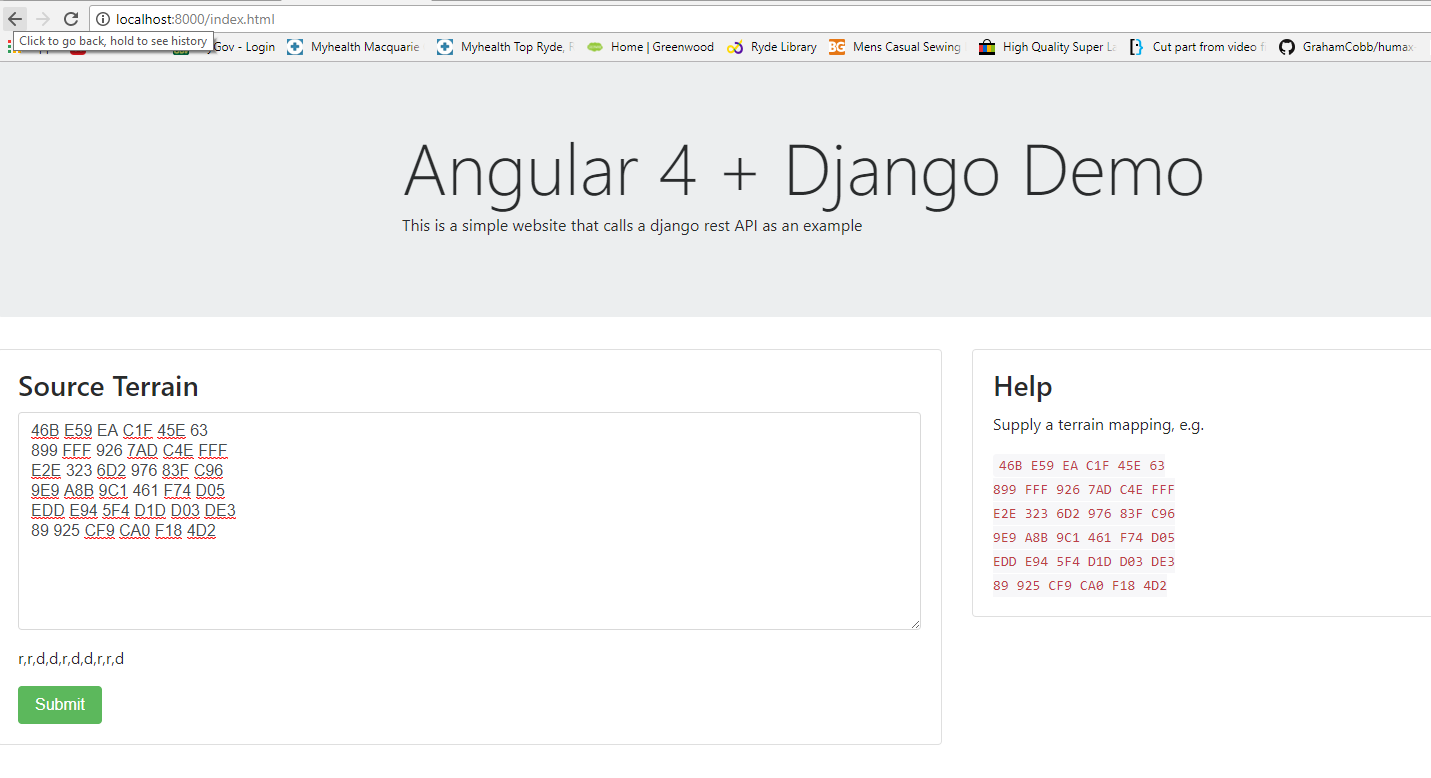 localhost:8000/index.html
Click to go back, hold to see history
Gov - Login
Myhealth Macquarie
Myhealth Top Ryde,
Home | Greenwood
Ryde Library
BG Mens Casual Sewing
High Quality Super
Cut part from video
GrahamCobb/humax
Angular 4 + Django Demo
This is a simple website that calls a django rest API as an example
Source Terrain
46B E59 EA C1F 45E 63
899 FFF 926 7AD C4E FFF
E2E 323 6D2 976 83F C96
9E9 A8B 9C1 461 F74 D05
EDD E94 5F4 D1D D03 DE3
89 925 CF9 CA0 F18 4D2
r,r,d,d,r,d,d,r,r,d
Submit
Help
Supply a terrain mapping, e.g.
46B E59 EA C1F 45E 63
899 FFF 926 7AD C4E FFF
E2E 323 6D2 976 83F C96
9E9 A8B 9C1 461 F74 D05
EDD E94 5F4 D1D D03 DE3
89 925 CF9 CA0 F18 4D2